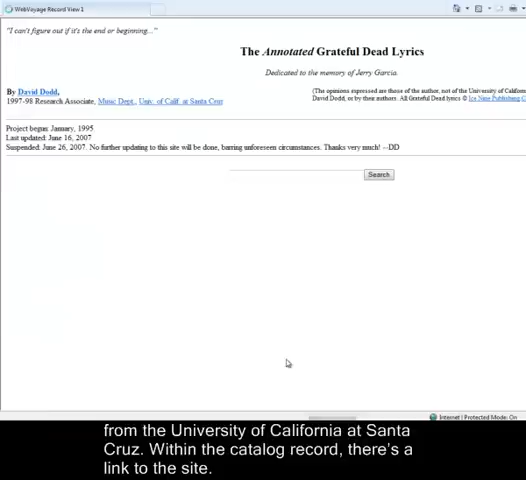 WebVoyage Record View 1
"I can't figure out if it's the end or beginning..."
The Annotated Grateful Dead Lyrics
Dedicated to the memory of Jerry Garcia.
By David Dodd,
1997-98 Research Associate, Music Dept., Univ. of Calif. at Santa Cruz
(The opinions expressed are those of the author, not of the University of Californ
David Dodd, or by their authors. All Grateful Dead lyrics © Ice Nine Publishing C
Project begun: January, 1995.
Last updated: June 16, 2007
Suspended: June 26, 2007. No further updating to this site will be done, barring unforeseen circumstances. Thanks very much! --DD
Search
Internet | Protected Mode: On
from the University of California at Santa
Cruz. Within the catalog record, there's a
link to the site.